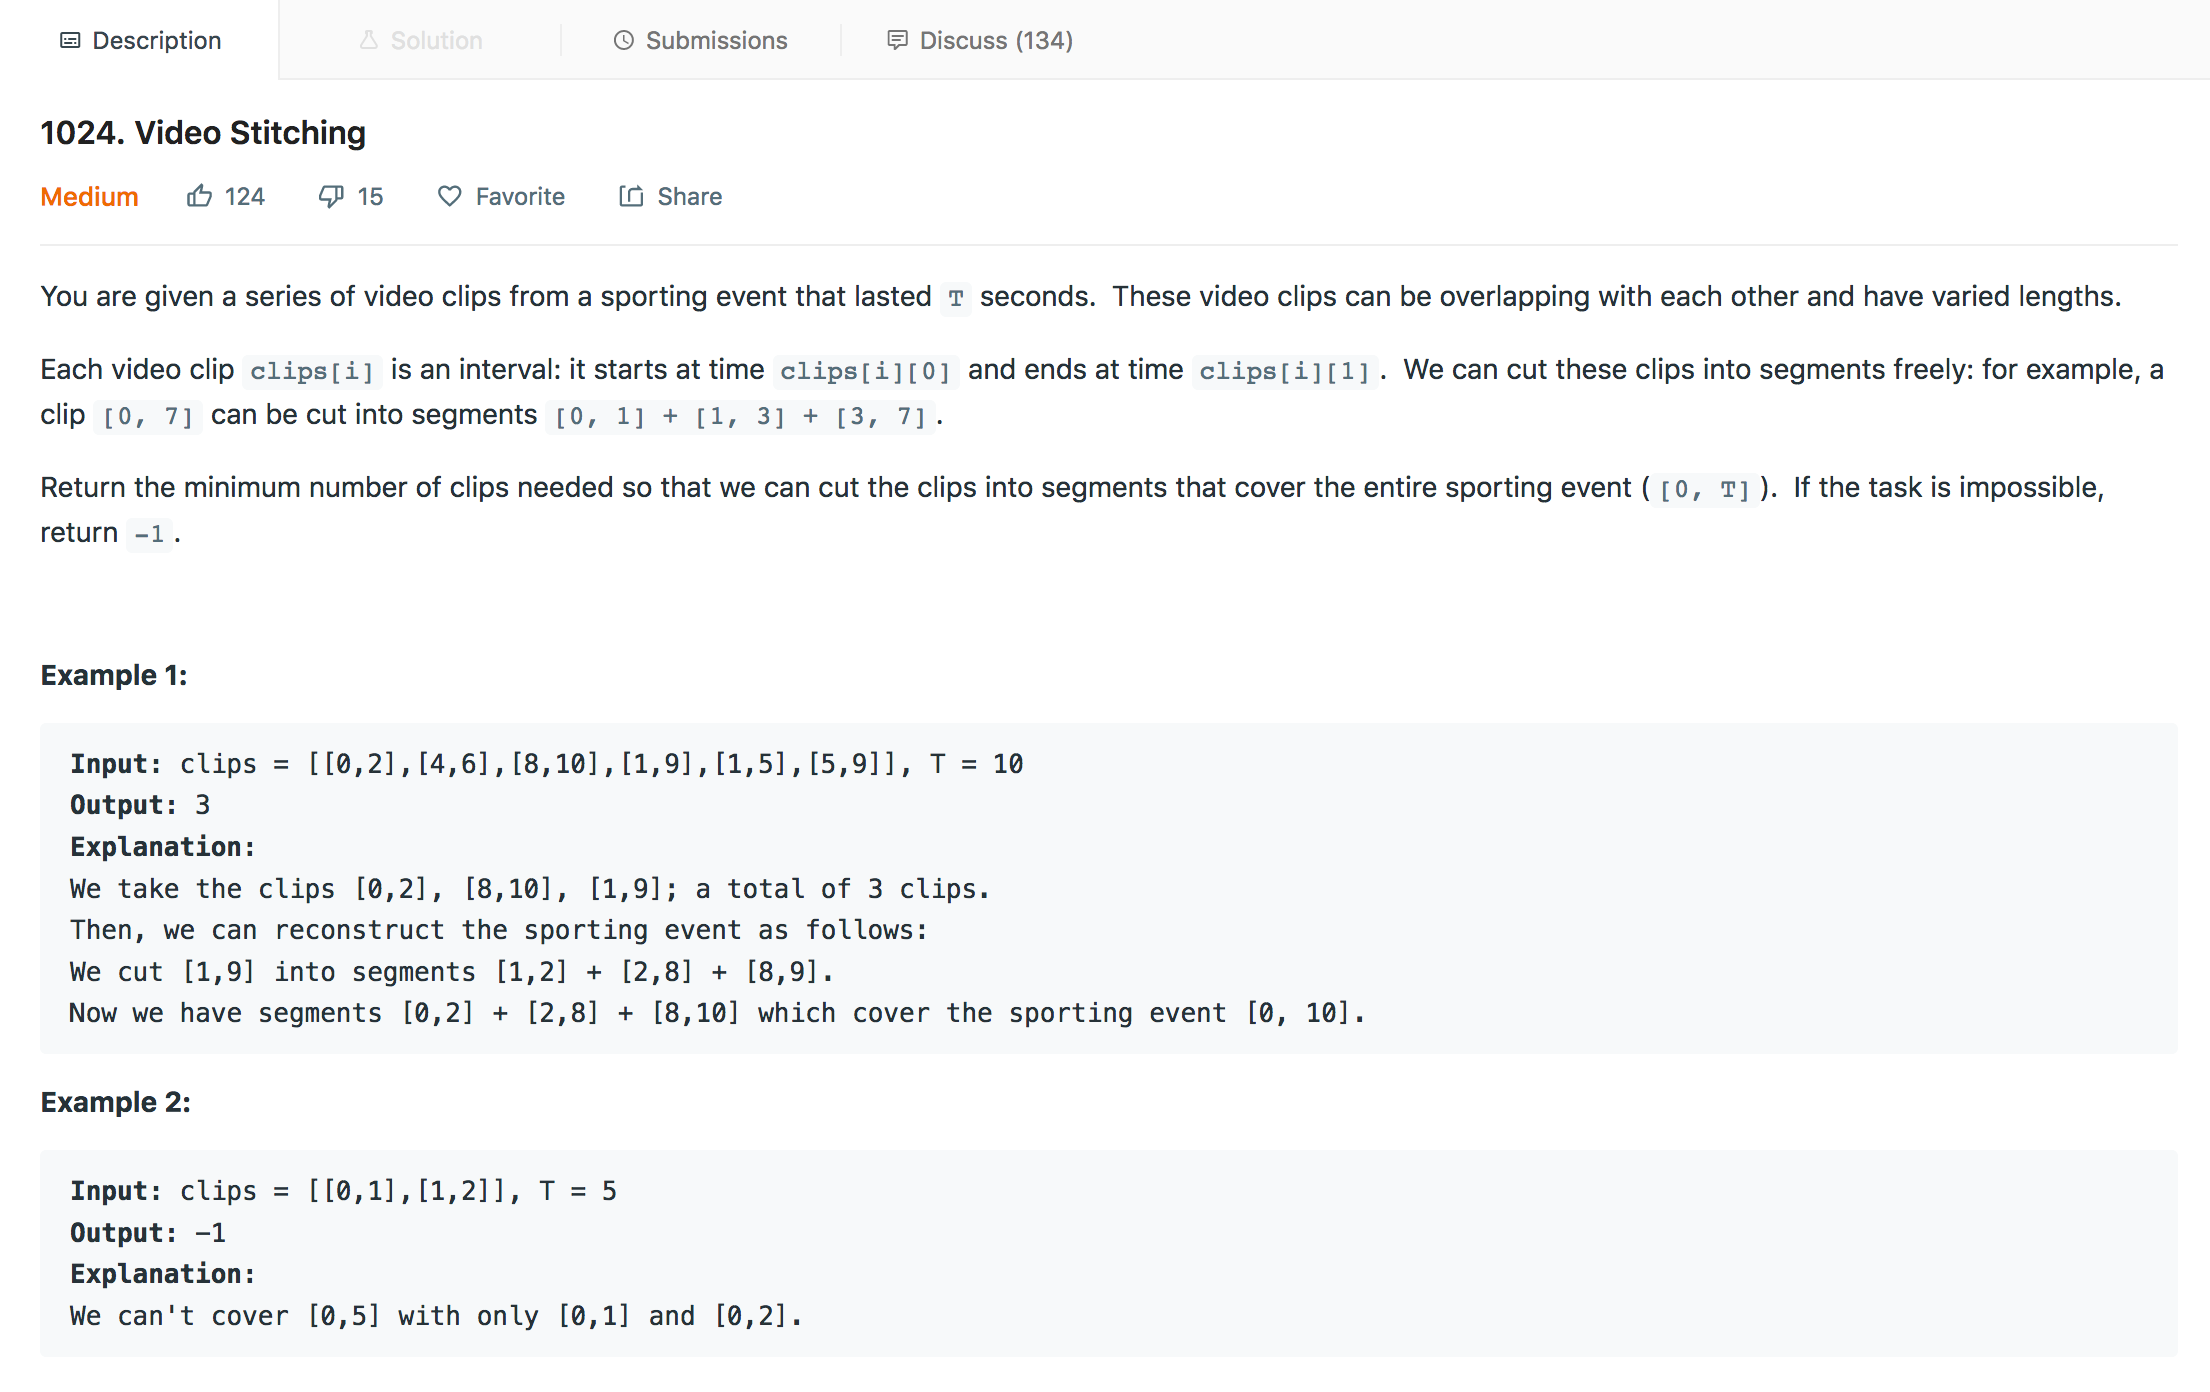 Description Solution Submissions Discuss (134)
1024. Video Stitching
Medium 124 15 Favorite Share
You are given a series of video clips from a sporting event that lasted T seconds. These video clips can be overlapping with each other and have varied lengths.
Each video clip clips[i] is an interval: it starts at time clips[i][0] and ends at time clips[i][1]. We can cut these clips into segments freely: for example, a
clip [0, 7] can be cut into segments [0, 1] + [1, 3] + [3, 7].
Return the minimum number of clips needed so that we can cut the clips into segments that cover the entire sporting event ([0, T]). If the task is impossible,
return -1.
Example 1:
Input: clips = [[0,2],[4,6],[8,10],[1,9],[1,5],[5,9]], T = 10
Output: 3
Explanation:
We take the clips [0,2], [8,10], [1,9]; a total of 3 clips.
Then, we can reconstruct the sporting event as follows:
We cut [1,9] into segments [1,2] + [2,8] + [8,9].
Now we have segments [0,2] + [2,8] + [8,10] which cover the sporting event [0, 10].
Example 2:
Input: clips = [[0,1],[1,2]], T = 5
Output: -1
Explanation:
We can't cover [0,5] with only [0,1] and [0,2].